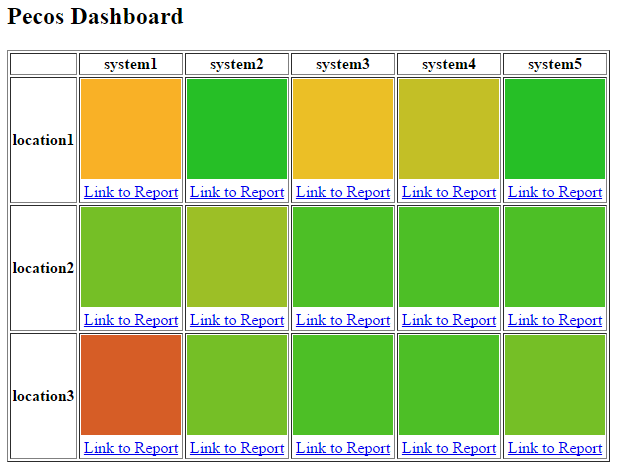 Pecos Dashboard
system1 system2 system3 system4 system5
location1
Link to Report Link to Report Link to Report Link to Report Link to Report
location2
Link to Report Link to Report Link to Report Link to Report Link to Report
location3
Link to Report Link to Report Link to Report Link to Report Link to Report